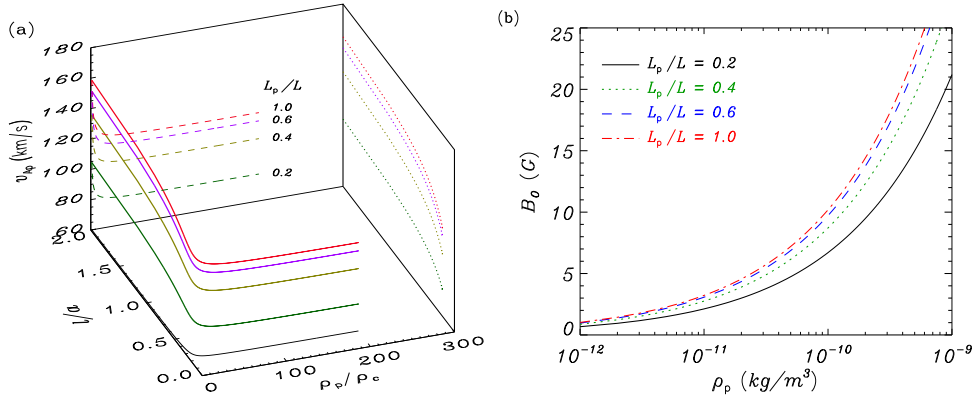 (a)
180
160
140
120
100
80
60
v_Ap (km/s)
L_p/L
1.0
0.6
0.4
0.2
2.0
1.5
1.0
0.5
0.0
l/a
0
100
200
300
ρ_p/ρ_c
(b)
25
20
15
10
5
0
B_0 (G)
L_p/L = 0.2
L_p/L = 0.4
L_p/L = 0.6
L_p/L = 1.0
10^-12
10^-11
10^-10
10^-9
ρ_p (kg/m^3)